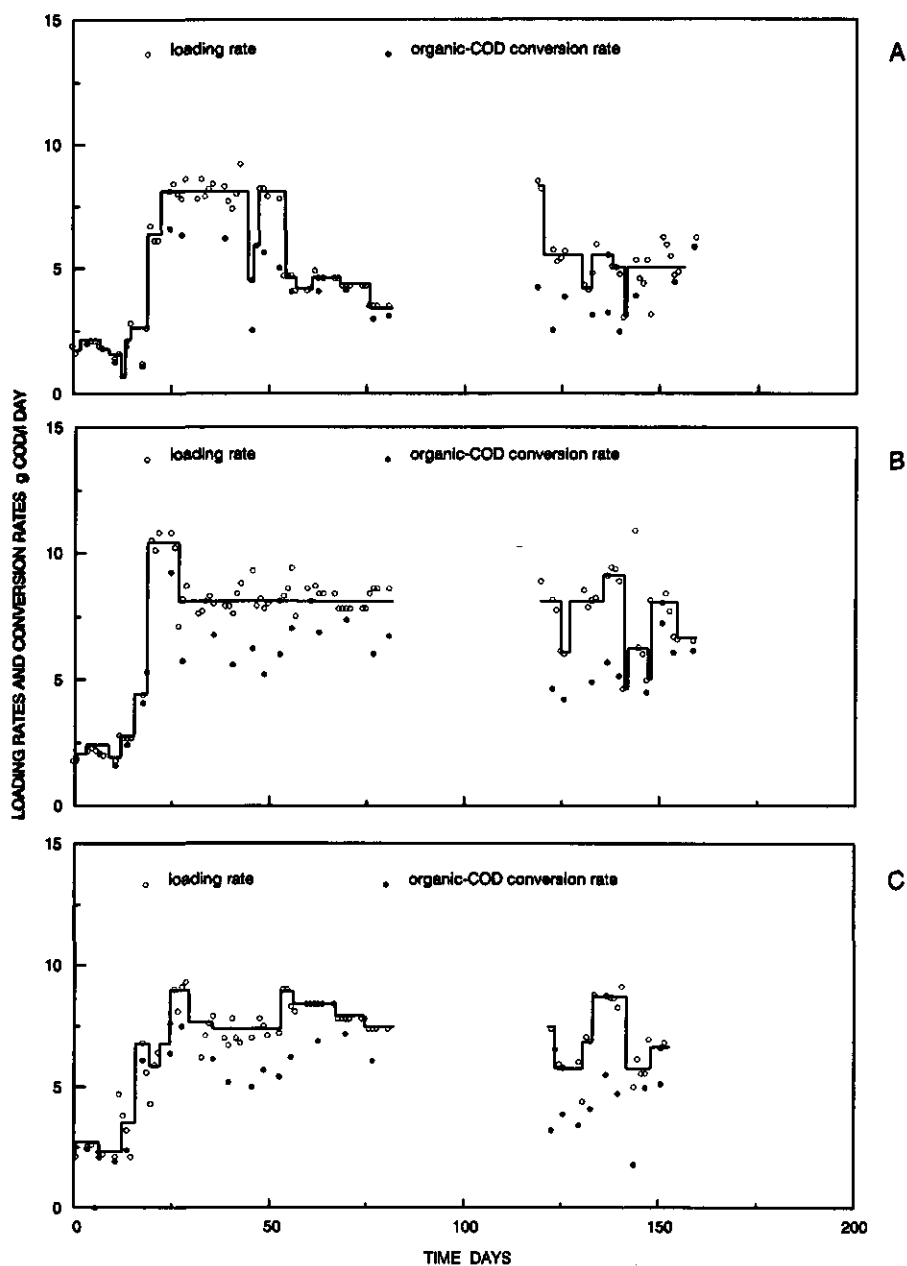 15
loading rate
organic-COD conversion rate
A
10
5
0
15
loading rate
organic-COD conversion rate
B
10
5
0
15
loading rate
organic-COD conversion rate
C
10
5
0
0
50
100
150
200
TIME DAYS
LOADING RATES AND CONVERSION RATES g COD/l DAY